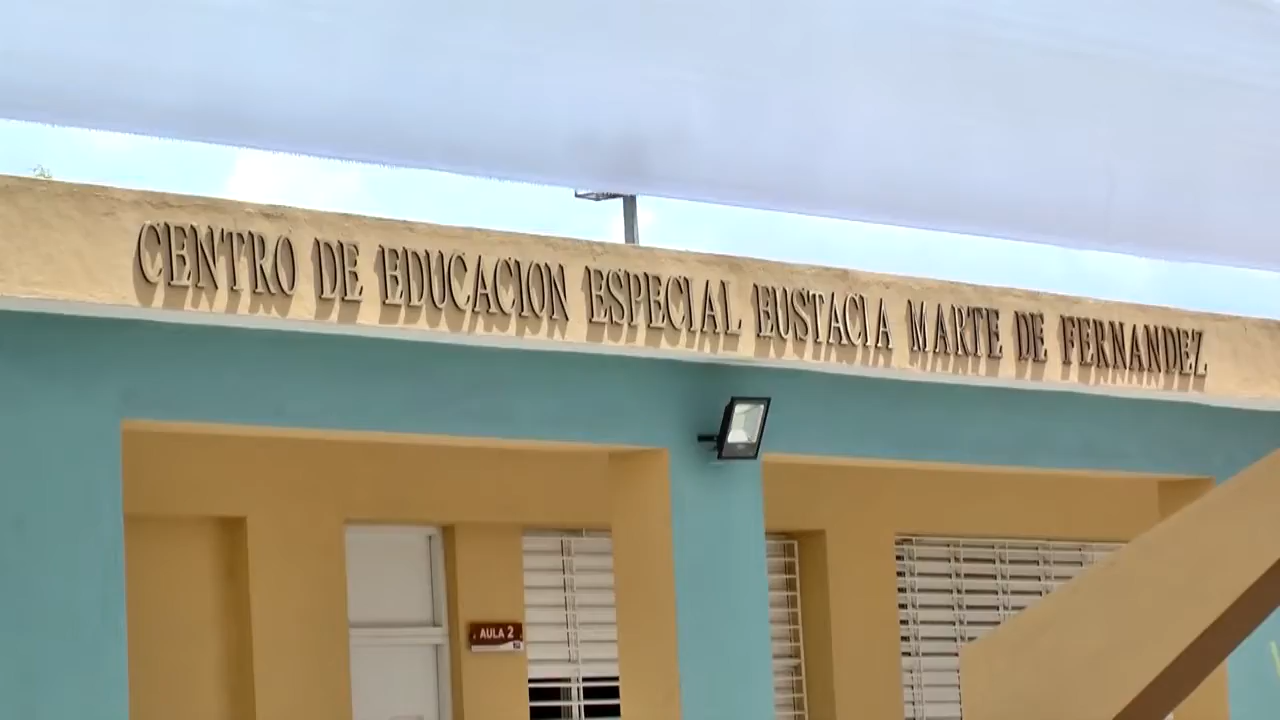 CENTRO DE EDUCACION ESPECIAL EUSTACIA MARTE DE FERNANDEZ
AULA 2